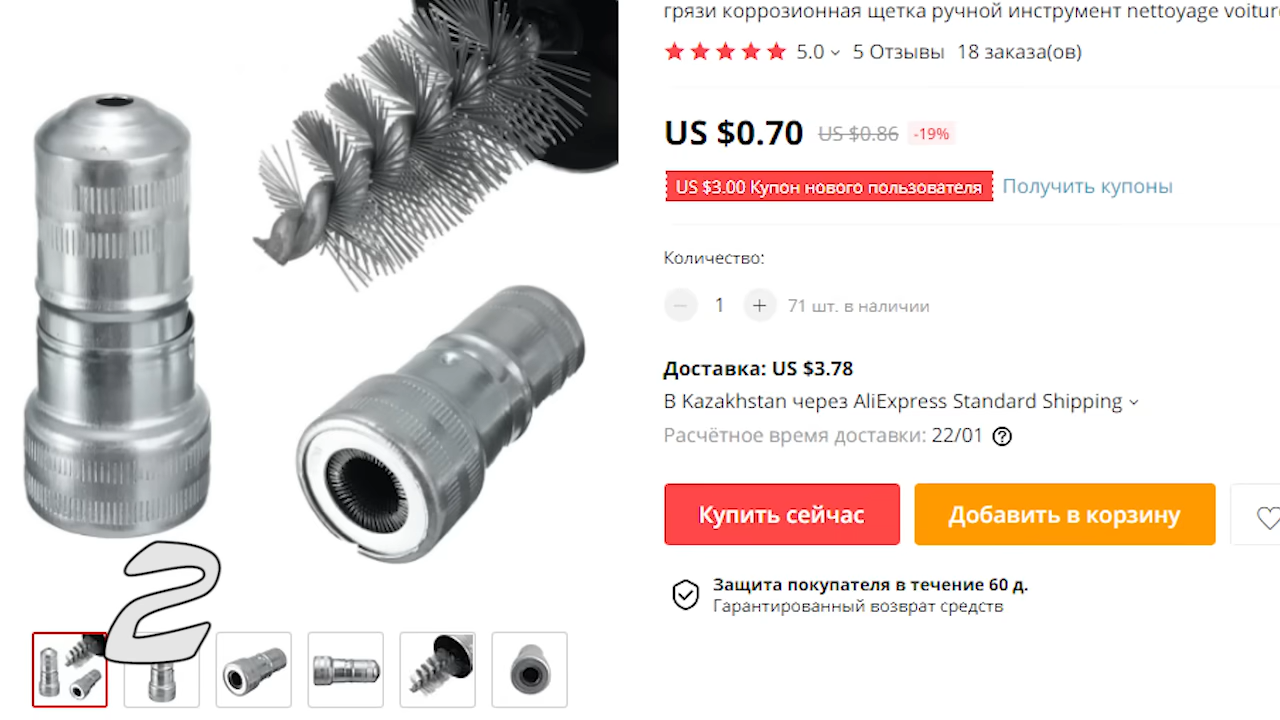 грязи коррозионная щетка ручной инструмент nettoyage
5.0 5 Отзывы 18 заказа(ов)
US $0.70 US $0.86 -19%
US $3.00 Купон нового пользователя Получить купоны
Количество:
1 71 шт. в наличии
Доставка: US $3.78
В Kazakhstan через AliExpress Standard Shipping
Расчётное время доставки: 22/01
Купить сейчас Добавить в корзину
Защита покупателя в течение 60 д.
Гарантированный возврат средств
2